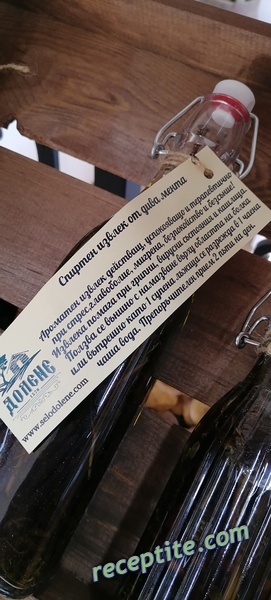 Спиртен извлек от дива мента
Ароматен извлек действащ, успокояващо и терапевтично
при стрес, главоболие, мигрена, безпокойство и безсъние!
Извлека помага при грипни, вирусни състояния и кашлица.
Ползва се външно с намазване върху областта на болка
или вътрешно като 1 супена лъжица се разрежда в 1 чаена
чаша вода. Препоръчителен прием 2 пъти на ден.
ДОЛЕНЕ
www.selodolene.com
receptite.com